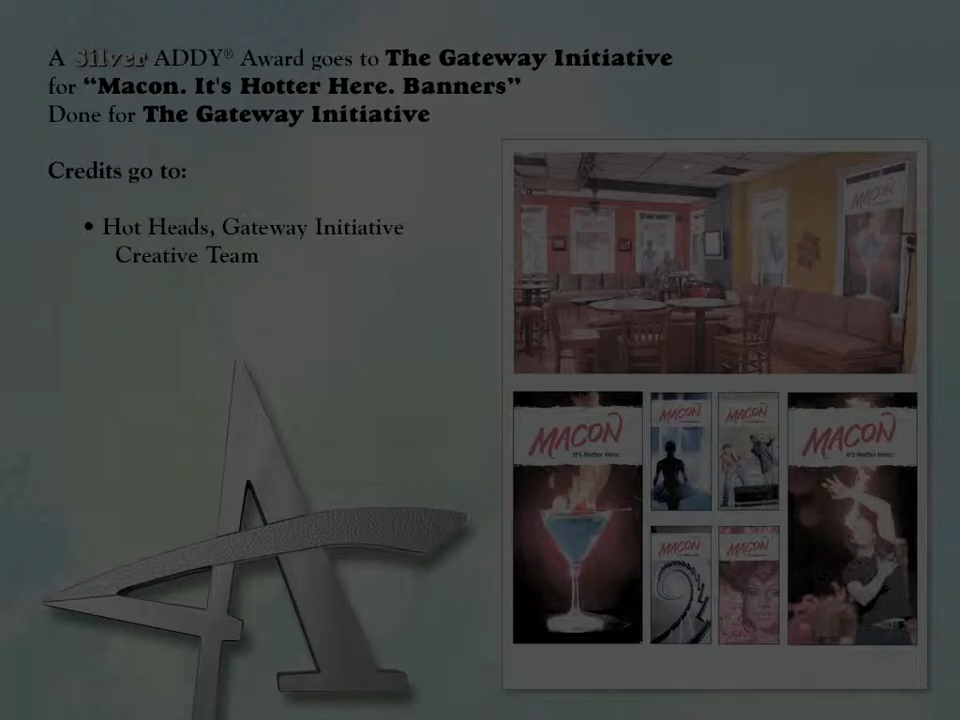 A Silver ADDY® Award goes to The Gateway Initiative
for “Macon. It's Hotter Here. Banners”
Done for The Gateway Initiative
Credits go to:
• Hot Heads, Gateway Initiative
Creative Team
MACON
MACON
It's Hotter Here.
MACON
MACON
MACON
It's Hotter Here.
MACON
MACON